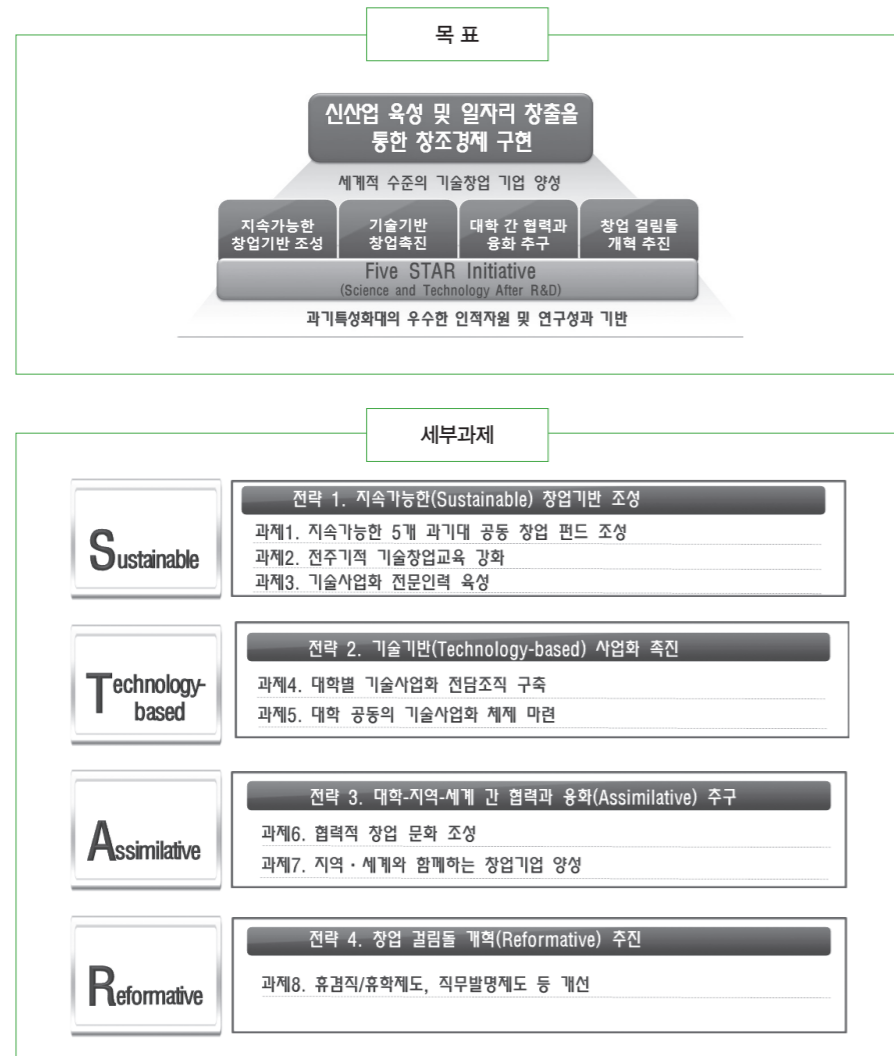 목 표
신산업 육성 및 일자리 창출을
통한 창조경제 구현
세계적 수준의 기술창업 기업 양성
지속가능한
창업기반 조성
기술기반
창업촉진
대학 간 협력과
융화 추구
창업 걸림돌
개혁 추진
Five STAR Initiative
(Science and Technology After R&D)
과기특성화대의 우수한 인적자원 및 연구성과 기반
세부과제
Sustainable
전략 1. 지속가능한(Sustainable) 창업기반 조성
과제1. 지속가능한 5개 과기대 공동 창업 펀드 조성
과제2. 전주기적 기술창업교육 강화
과제3. 기술사업화 전문인력 육성
Technology-
based
전략 2. 기술기반(Technology-based) 사업화 촉진
과제4. 대학별 기술사업화 전담조직 구축
과제5. 대학 공동의 기술사업화 체제 마련
Assimilative
전략 3. 대학-지역-세계 간 협력과 융화(Assimilative) 추구
과제6. 협력적 창업 문화 조성
과제7. 지역·세계와 함께하는 창업기업 양성
Reformative
전략 4. 창업 걸림돌 개혁(Reformative) 추진
과제8. 휴겸직/휴학제도, 직무발명제도 등 개선